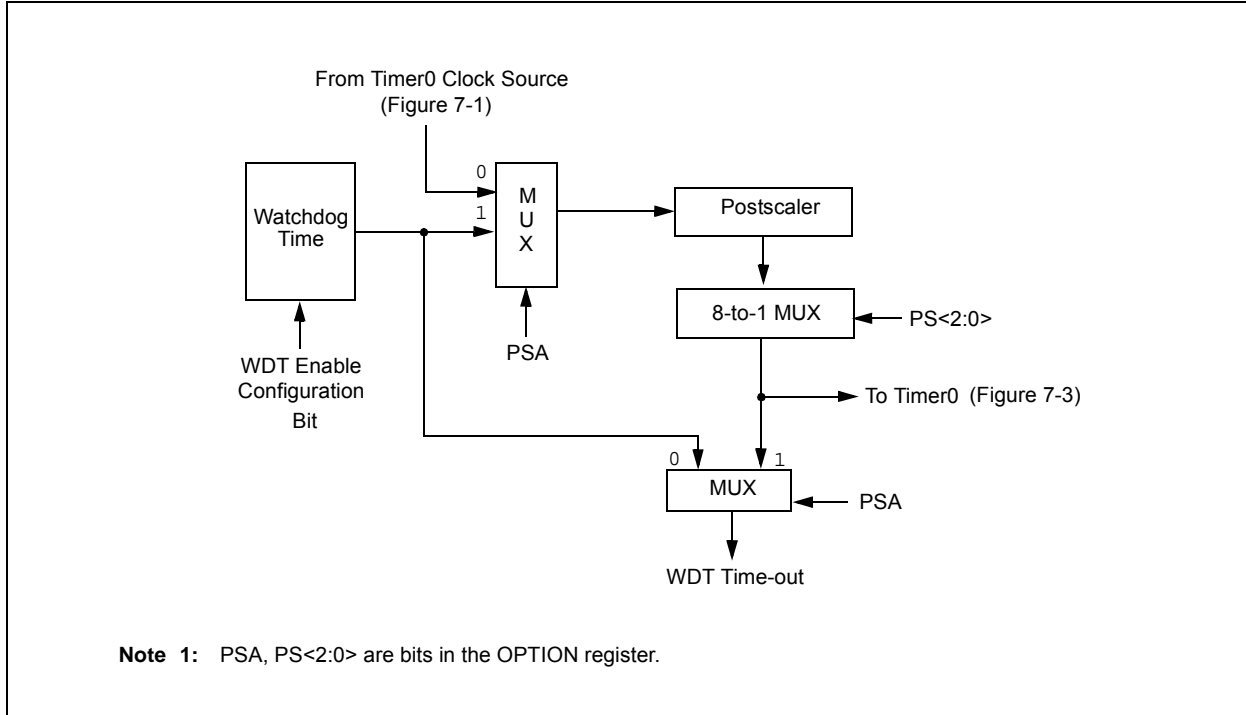 From Timer0 Clock Source
(Figure 7-1)
0
1
M
U
X
Watchdog
Time
Postscaler
8-to-1 MUX
PS<2:0>
PSA
WDT Enable
Configuration
Bit
To Timer0 (Figure 7-3)
0
1
MUX
PSA
WDT Time-out
Note 1: PSA, PS<2:0> are bits in the OPTION register.